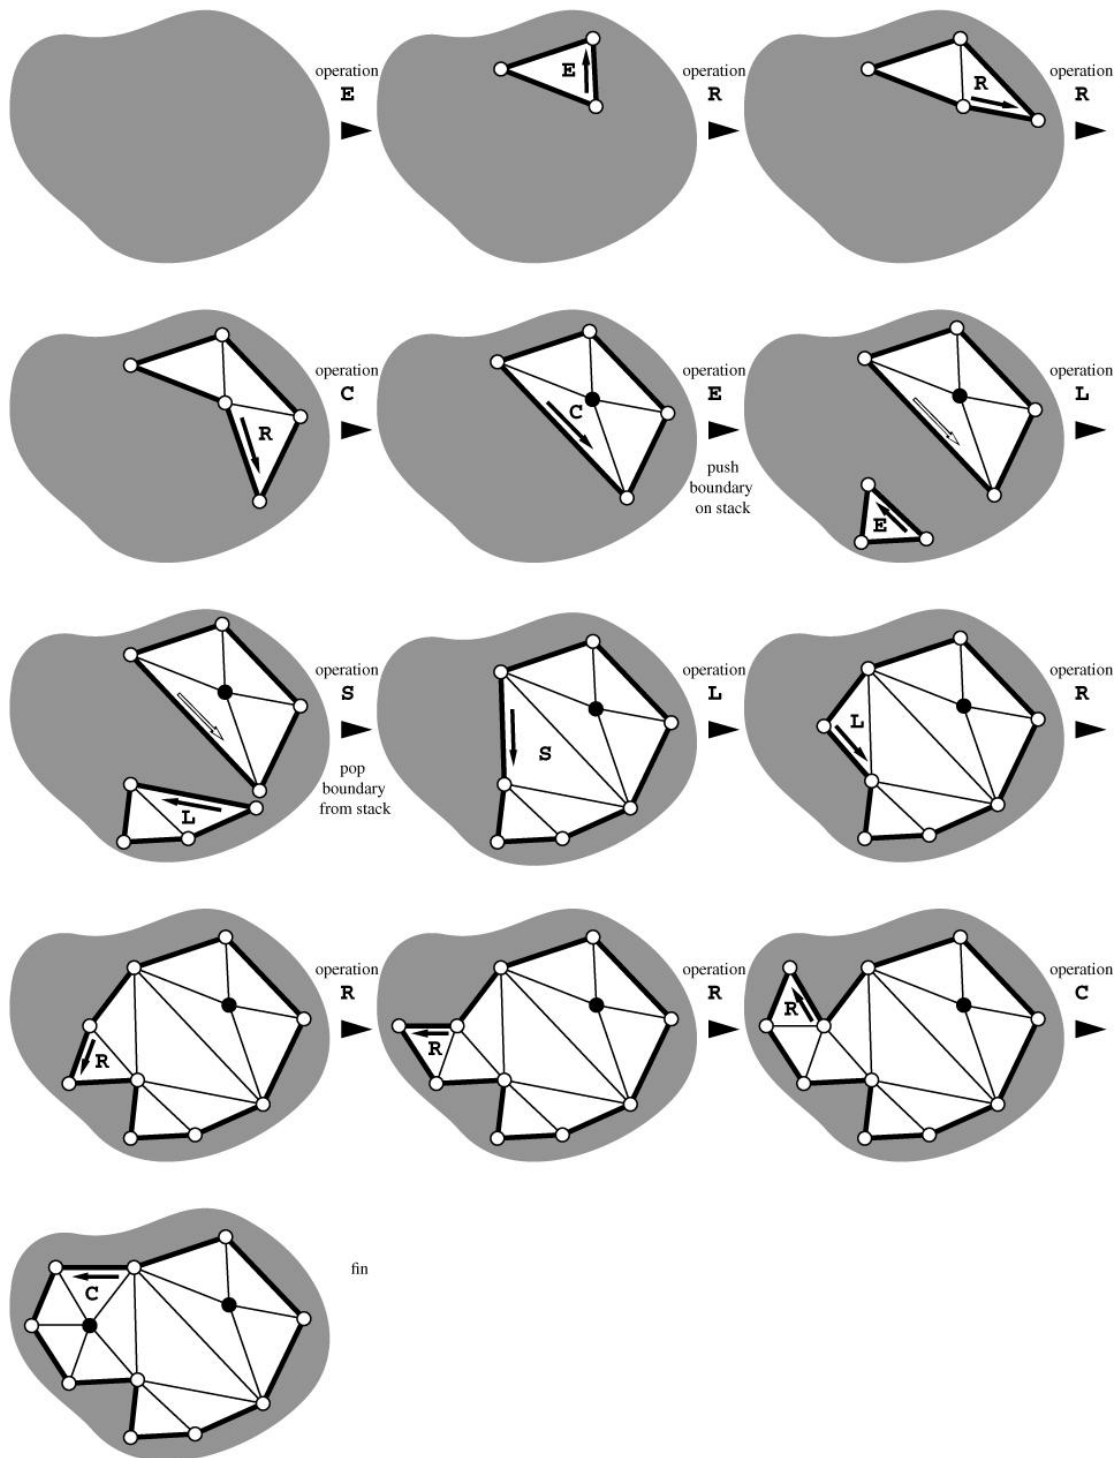 operation
E
E
operation
R
R
operation
R
R
operation
C
C
operation
E
push
boundary
on stack
E
operation
L
L
operation
S
pop
boundary
from stack
S
operation
L
L
operation
R
R
operation
R
R
operation
R
R
operation
C
C
fin